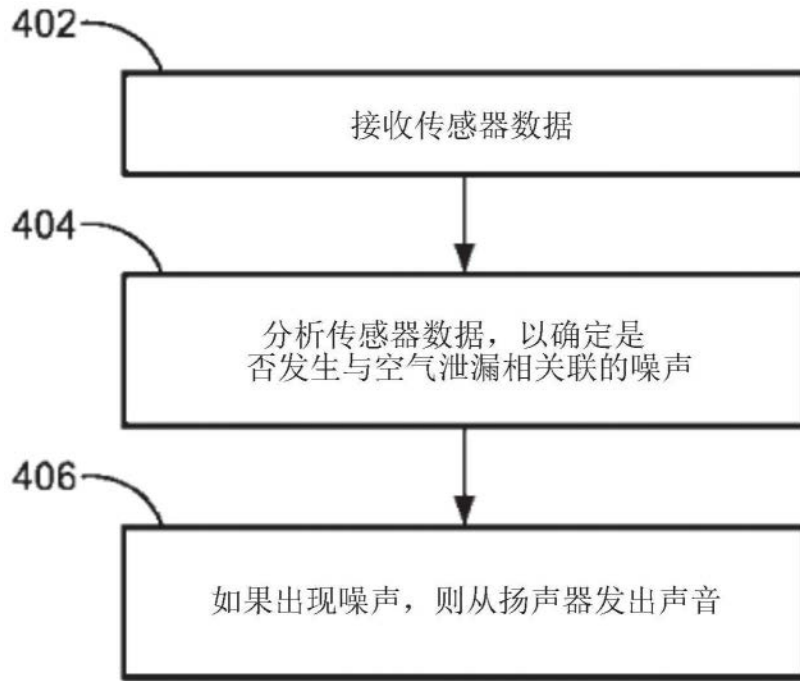 402
接收传感器数据
404
分析传感器数据，以确定是
否发生与空气泄漏相关联的噪声
406
如果出现噪声，则从扬声器发出声音